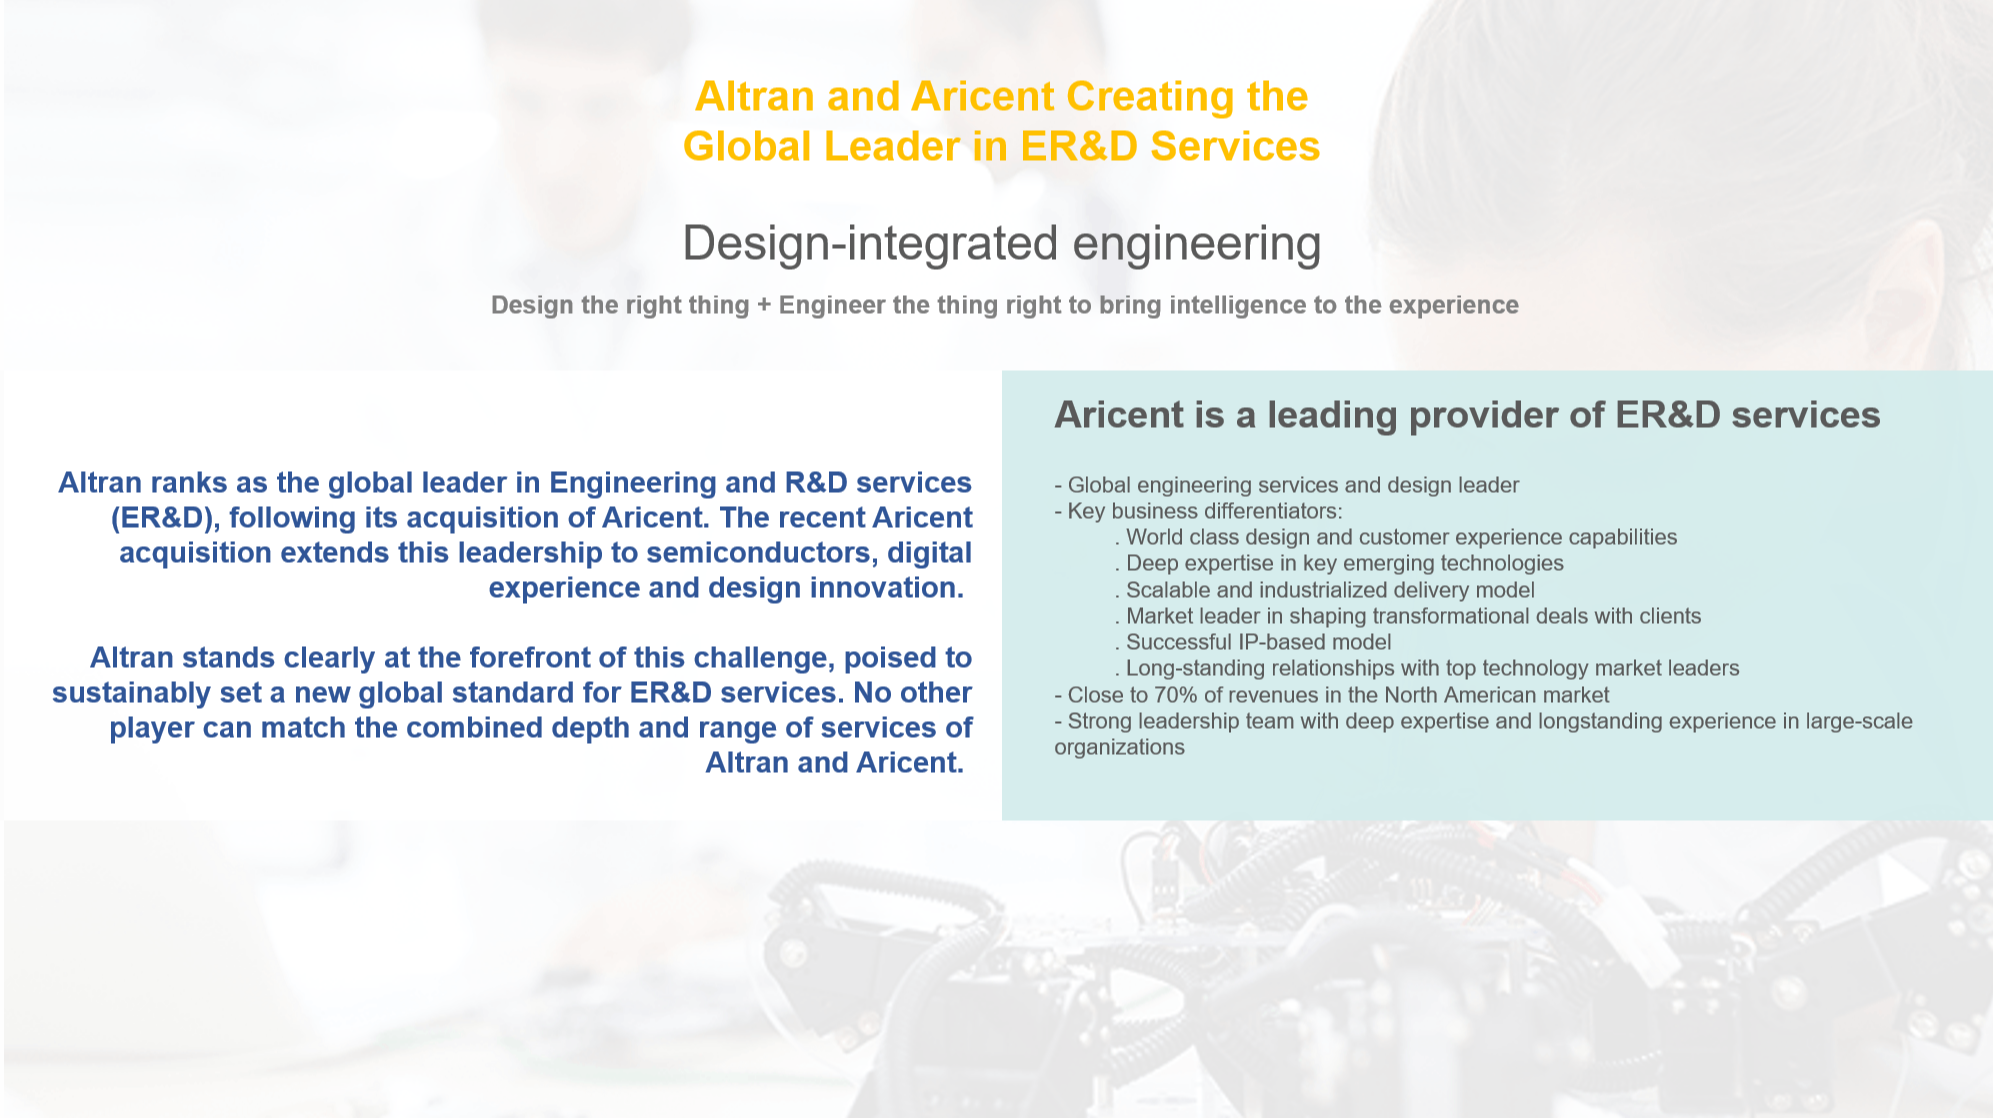 Altran and Aricent Creating the
Global Leader in ER&D Services
Design-integrated engineering
Design the right thing + Engineer the thing right to bring intelligence to the experience
Altran ranks as the global leader in Engineering and R&D services
(ER&D), following its acquisition of Aricent. The recent Aricent
acquisition extends this leadership to semiconductors, digital
experience and design innovation.
Altran stands clearly at the forefront of this challenge, poised to
sustainably set a new global standard for ER&D services. No other
player can match the combined depth and range of services of
Altran and Aricent.
Aricent is a leading provider of ER&D services
- Global engineering services and design leader
- Key business differentiators:
. World class design and customer experience capabilities
. Deep expertise in key emerging technologies
. Scalable and industrialized delivery model
. Market leader in shaping transformational deals with clients
. Successful IP-based model
. Long-standing relationships with top technology market leaders
- Close to 70% of revenues in the North American market
- Strong leadership team with deep expertise and longstanding experience in large-scale
organizations